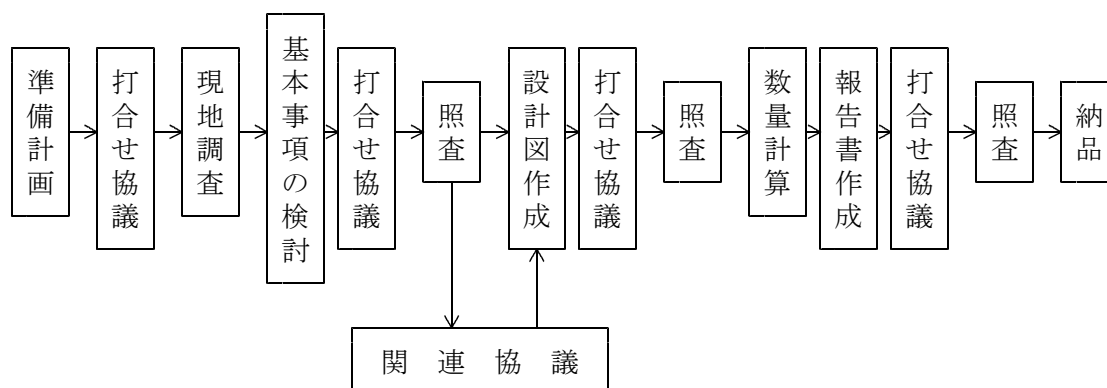 準備計画
打合せ協議
現地調査
基本事項の検討
打合せ協議
照査
設計図作成
打合せ協議
照査
数量計算
報告書作成
打合せ協議
照査
納品
関連協議